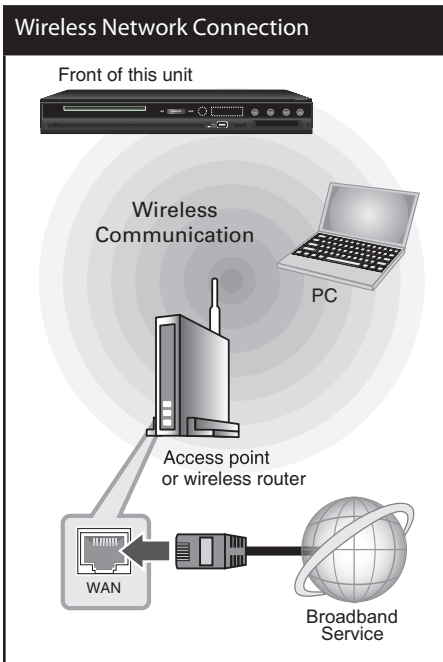 Wireless Network Connection
Front of this unit
Wireless
Communication
PC
Access point
or wireless router
WAN
Broadband
Service